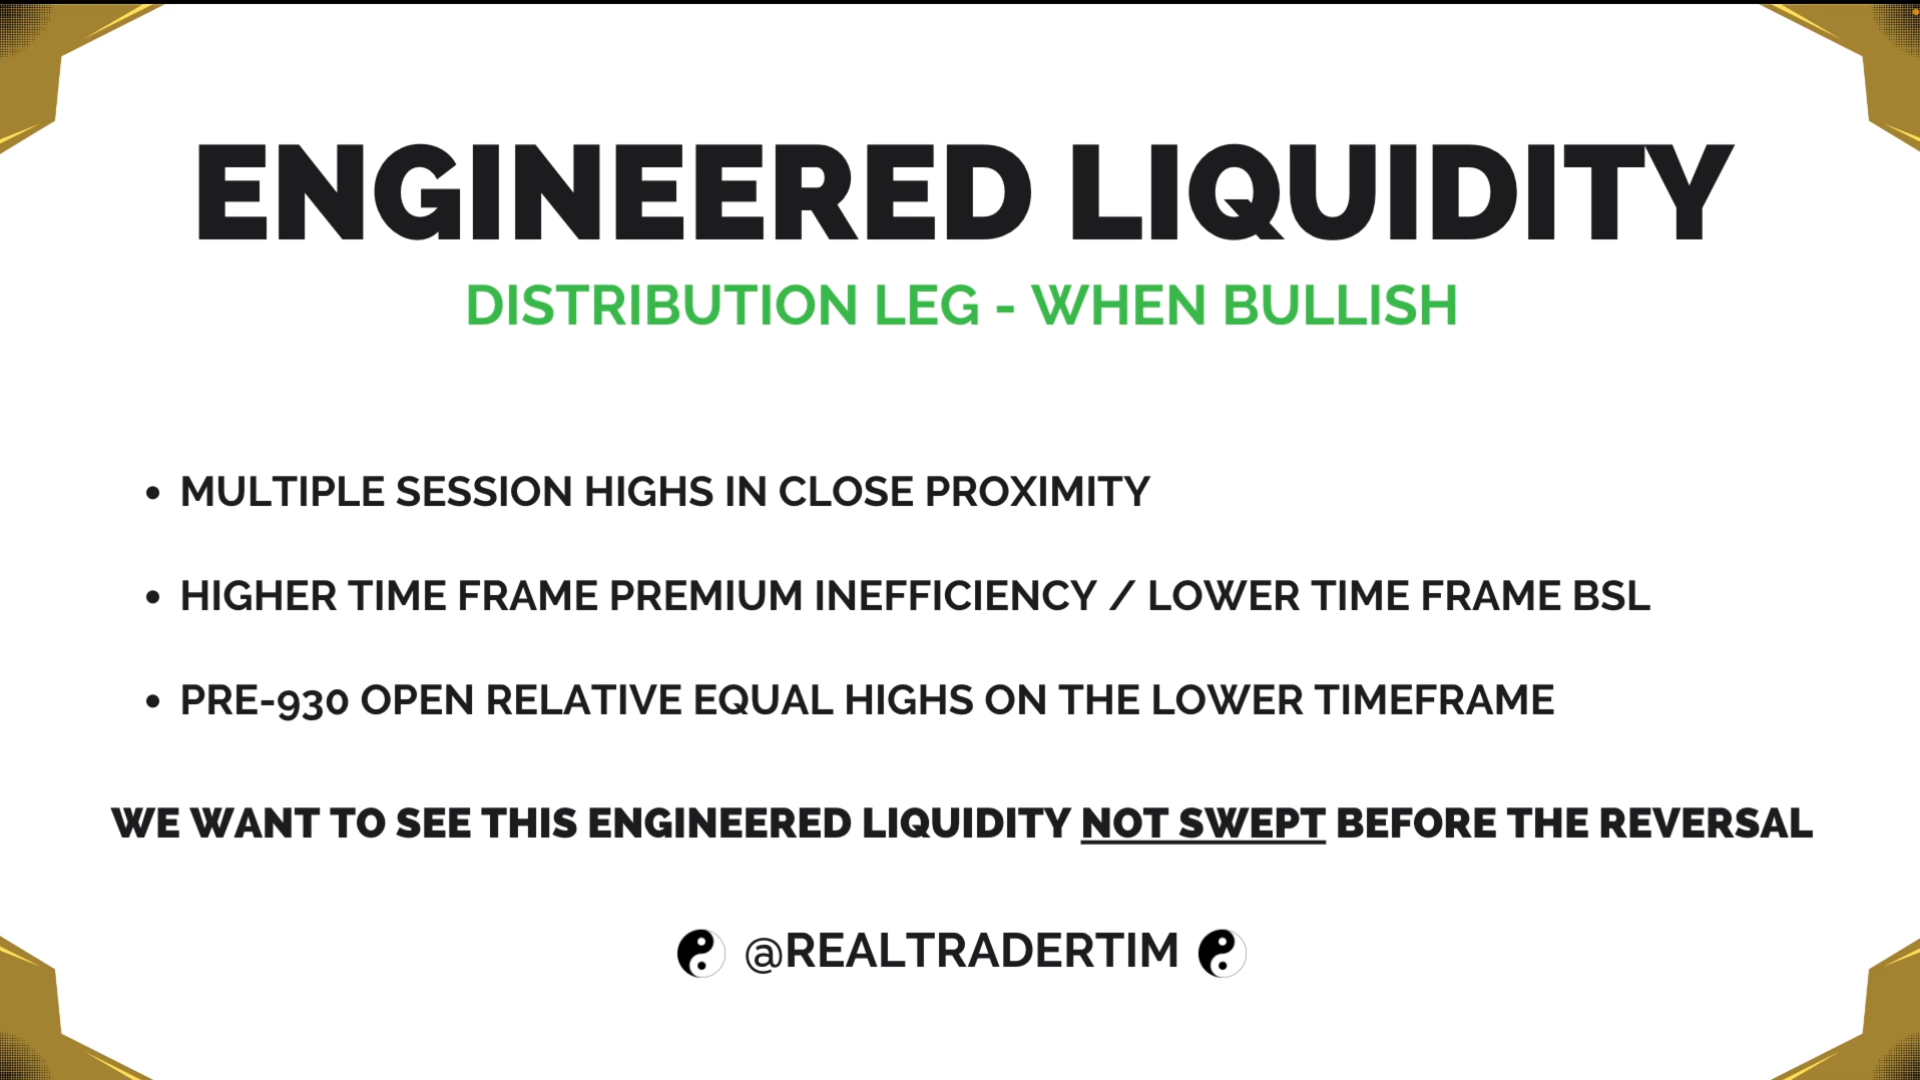 ENGINEERED LIQUIDITY
DISTRIBUTION LEG - WHEN BULLISH
• MULTIPLE SESSION HIGHS IN CLOSE PROXIMITY
• HIGHER TIME FRAME PREMIUM INEFFICIENCY / LOWER TIME FRAME BSL
• PRE-930 OPEN RELATIVE EQUAL HIGHS ON THE LOWER TIMEFRAME
WE WANT TO SEE THIS ENGINEERED LIQUIDITY NOT SWEPT BEFORE THE REVERSAL
@REALTRADERTIM